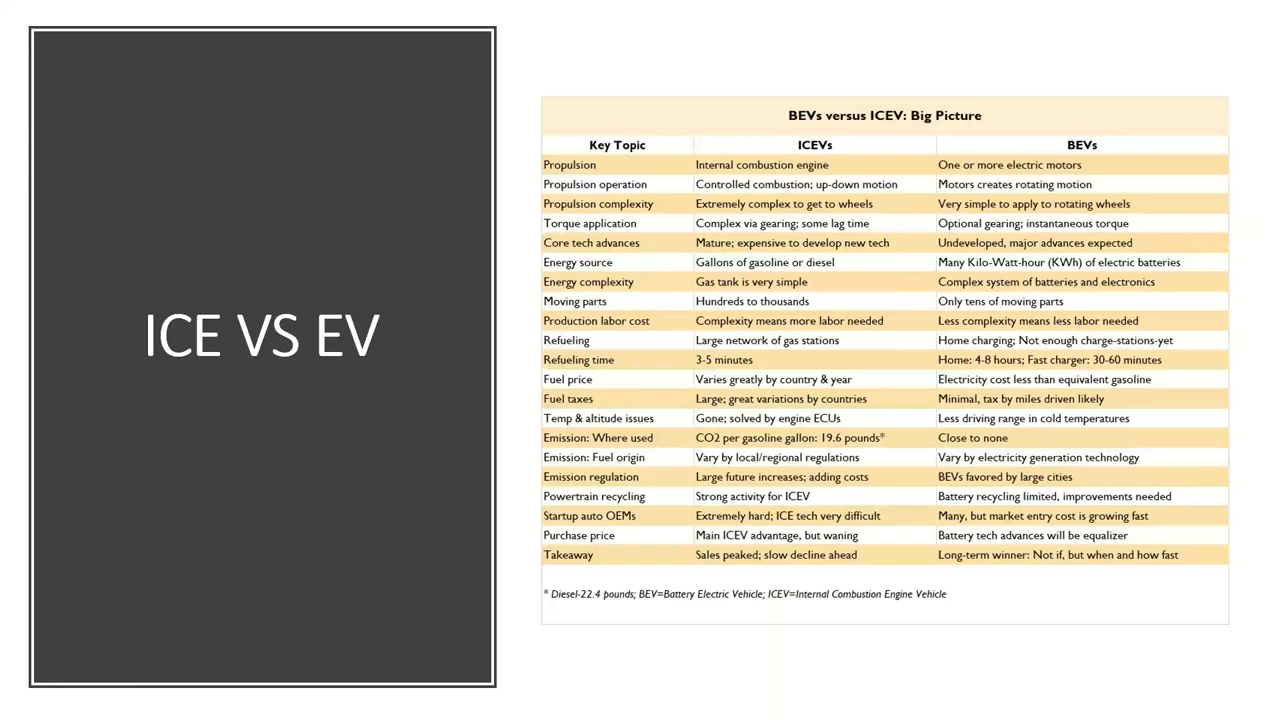 ICE VS EV
BEVs versus ICEV: Big Picture
Key Topic ICEVs BEVs
Propulsion Internal combustion engine One or more electric motors
Propulsion operation Controlled combustion; up-down motion Motors creates rotating motion
Propulsion complexity Extremely complex to get to wheels Very simple to apply to rotating wheels
Torque application Complex via gearing; some lag time Optional gearing; instantaneous torque
Core tech advances Mature; expensive to develop new tech Undeveloped, major advances expected
Energy source Gallons of gasoline or diesel Many Kilo-Watt-hour (KWh) of electric batteries
Energy complexity Gas tank is very simple Complex system of batteries and electronics
Moving parts Hundreds to thousands Only tens of moving parts
Production labor cost Complexity means more labor needed Less complexity means less labor needed
Refueling Large network of gas stations Home charging; Not enough charge-stations-yet
Refueling time 3-5 minutes Home: 4-8 hours; Fast charger: 30-60 minutes
Fuel price Varies greatly by country & year Electricity cost less than equivalent gasoline
Fuel taxes Large; great variations by countries Minimal, tax by miles driven likely
Temp & altitude issues Gone; solved by engine ECUs Less driving range in cold temperatures
Emission: Where used CO2 per gasoline gallon: 19.6 pounds* Close to none
Emission: Fuel origin Vary by local/regional regulations Vary by electricity generation technology
Emission regulation Large future increases; adding costs BEVs favored by large cities
Powertrain recycling Strong activity for ICEV Battery recycling limited, improvements needed
Startup auto OEMs Extremely hard; ICE tech very difficult Many, but market entry cost is growing fast
Purchase price Main ICEV advantage, but waning Battery tech advances will be equalizer
Takeaway Sales peaked; slow decline ahead Long-term winner: Not if, but when and how fast
* Diesel-22.4 pounds; BEV=Battery Electric Vehicle; ICEV=Internal Combustion Engine Vehicle